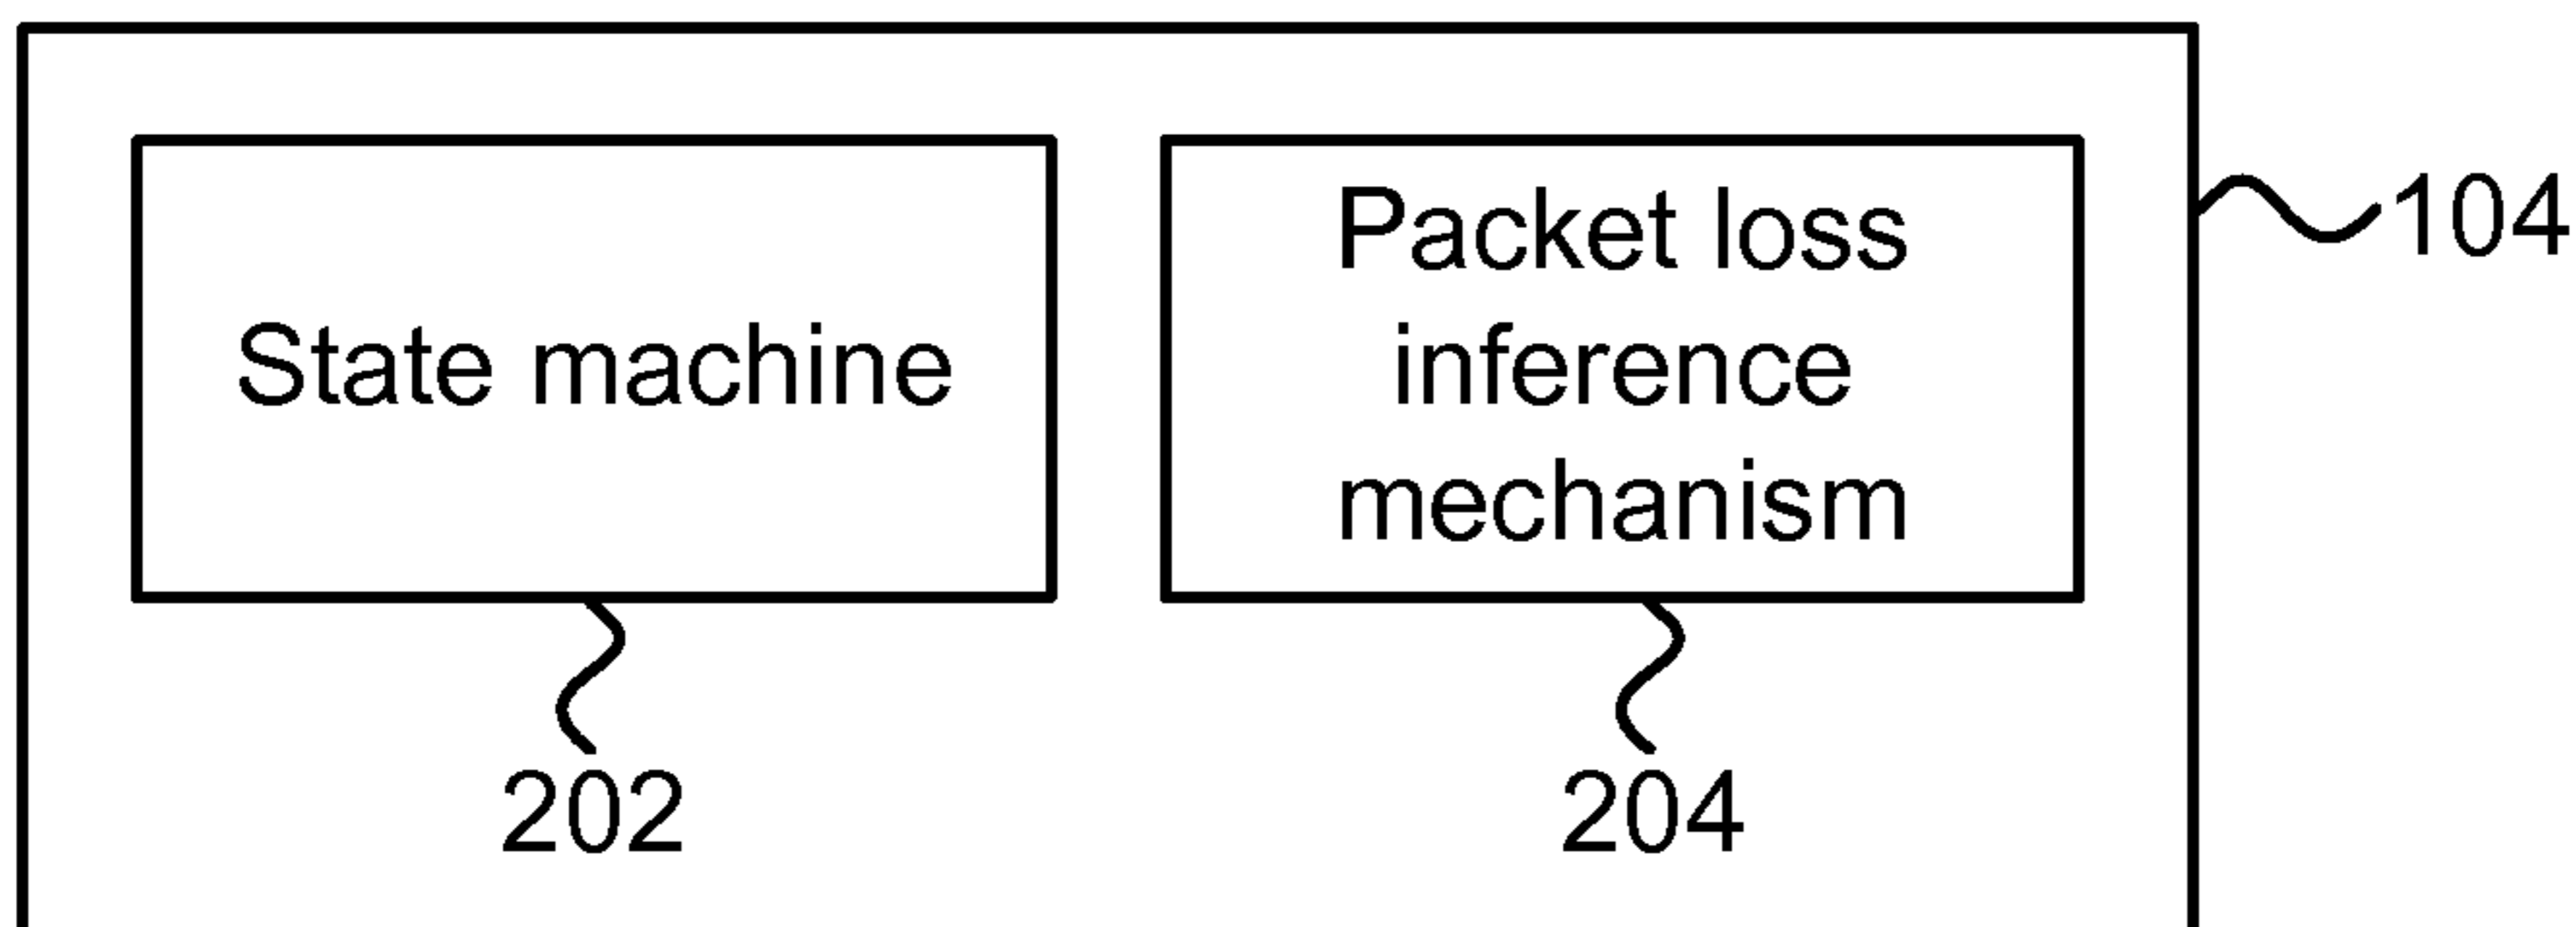 State machine
Packet loss
inference
mechanism
104
202
204